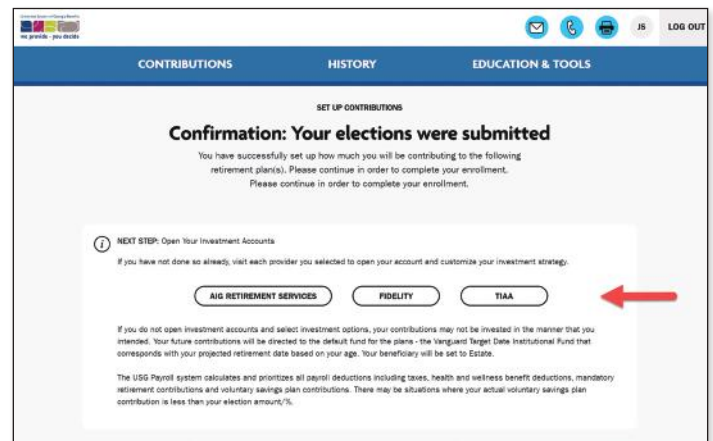 we provide - you decide
JS
LOG OUT
CONTRIBUTIONS
HISTORY
EDUCATION & TOOLS
SET UP CONTRIBUTIONS
Confirmation: Your elections were submitted
You have successfully set up how much you will be contributing to the following
retirement plan(s). Please continue in order to complete your enrollment.
Please continue in order to complete your enrollment.
i NEXT STEP: Open Your Investment Accounts
If you have not done so already, visit each provider you selected to open your account and customize your investment strategy.
AIG RETIREMENT SERVICES
FIDELITY
TIAA
If you do not open investment accounts and select investment options, your contributions may not be invested in the manner that you
intended. Your future contributions will be directed to the default fund for the plans - the Vanguard Target Date Institutional Fund that
corresponds with your projected retirement date based on your age. Your beneficiary will be set to Estate.
The USG Payroll system calculates and prioritizes all payroll deductions including taxes, health and wellness benefit deductions, mandatory
retirement contributions and voluntary savings plan contributions. There may be situations where your actual voluntary savings plan
contribution is less than your election amount/%.